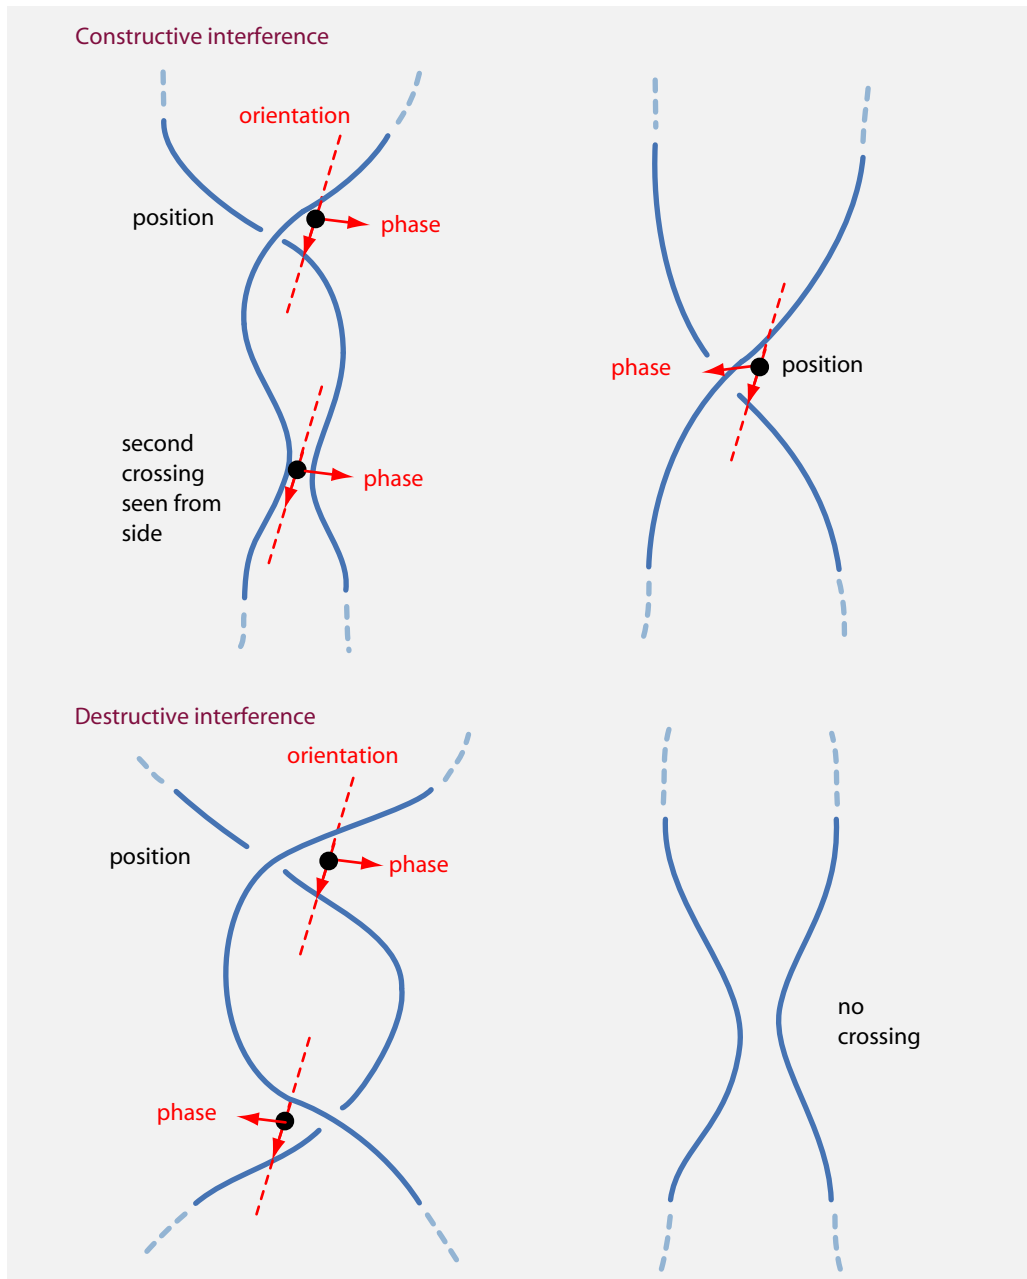 Constructive interference
orientation
position
phase
second
crossing
seen from
side
phase
phase
position
Destructive interference
orientation
position
phase
no
crossing
phase